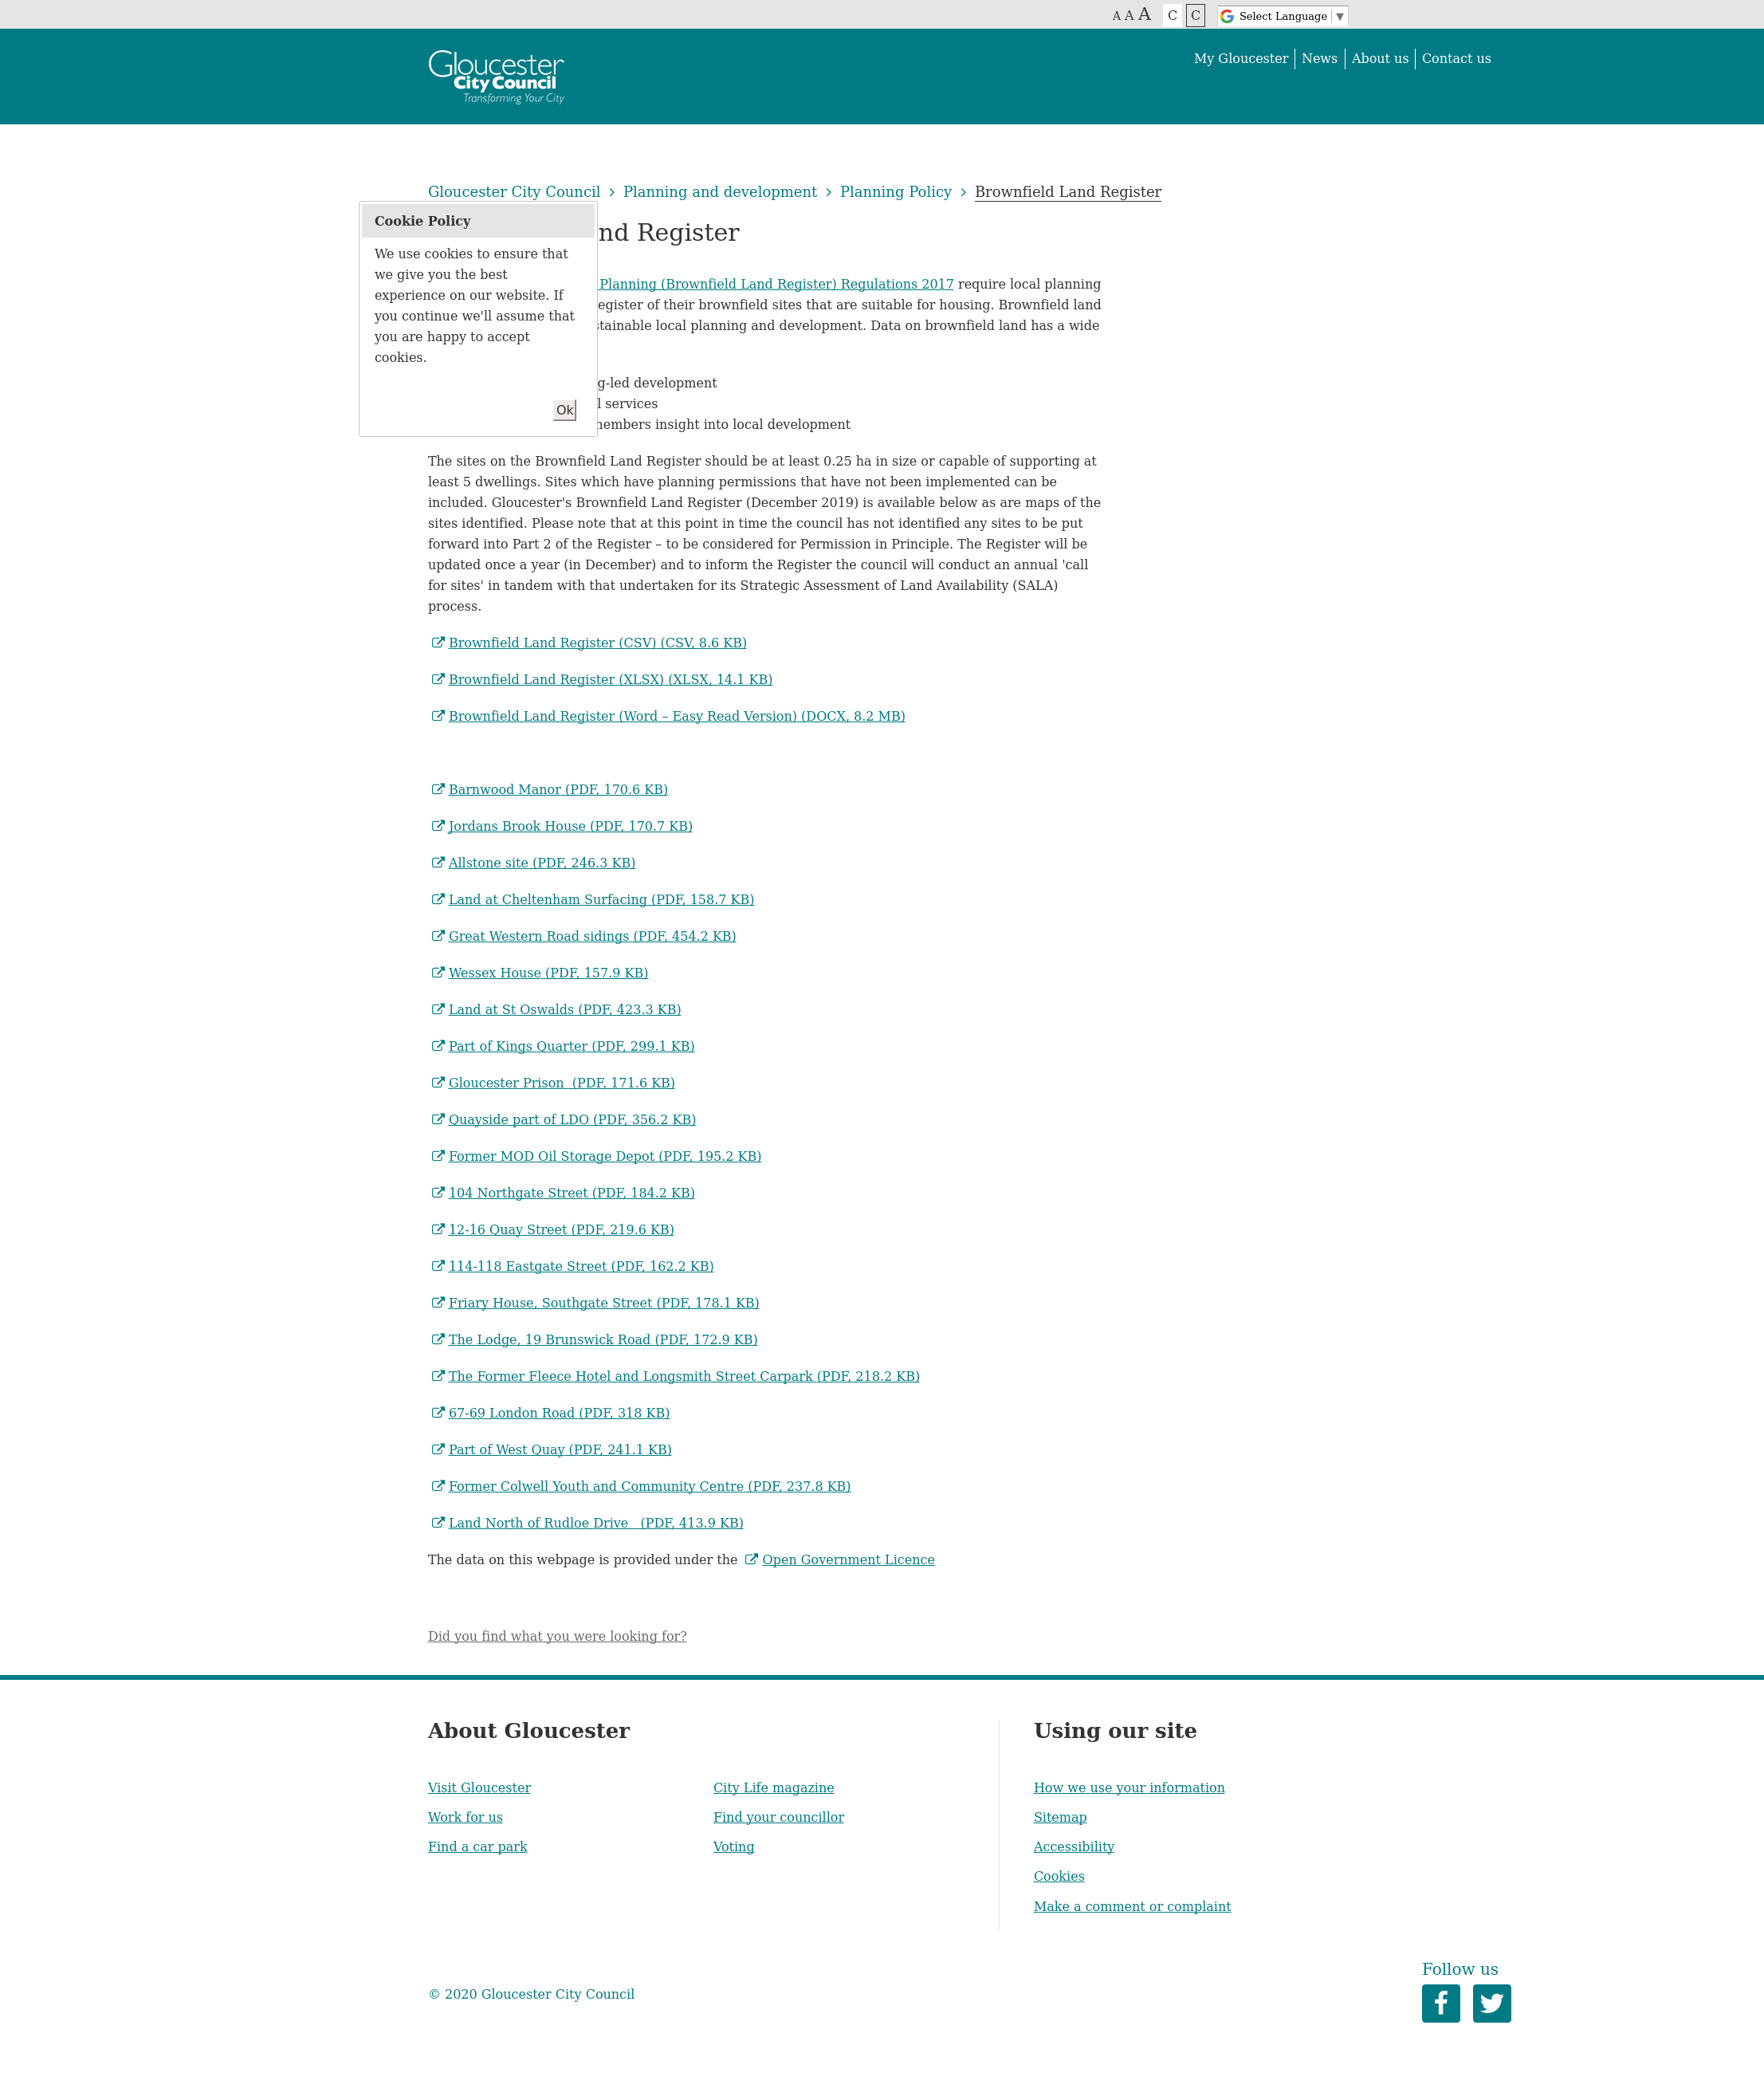 A A A C C Select Language ▼
Gloucester
City Council
Transforming Your City
My Gloucester News About us Contact us
Gloucester City Council > Planning and development > Planning Policy > Brownfield Land Register
Cookie Policy
We use cookies to ensure that
we give you the best
experience on our website. If
you continue we'll assume that
you are happy to accept
cookies.
Ok
nd Register
Planning (Brownfield Land Register) Regulations 2017 require local planning
egister of their brownfield sites that are suitable for housing. Brownfield land
stainable local planning and development. Data on brownfield land has a wide
g-led development
l services
members insight into local development
The sites on the Brownfield Land Register should be at least 0.25 ha in size or capable of supporting at
least 5 dwellings. Sites which have planning permissions that have not been implemented can be
included. Gloucester's Brownfield Land Register (December 2019) is available below as are maps of the
sites identified. Please note that at this point in time the council has not identified any sites to be put
forward into Part 2 of the Register – to be considered for Permission in Principle. The Register will be
updated once a year (in December) and to inform the Register the council will conduct an annual 'call
for sites' in tandem with that undertaken for its Strategic Assessment of Land Availability (SALA)
process.
Brownfield Land Register (CSV) (CSV, 8.6 KB)
Brownfield Land Register (XLSX) (XLSX, 14.1 KB)
Brownfield Land Register (Word – Easy Read Version) (DOCX, 8.2 MB)
Barnwood Manor (PDF, 170.6 KB)
Jordans Brook House (PDF, 170.7 KB)
Allstone site (PDF, 246.3 KB)
Land at Cheltenham Surfacing (PDF, 158.7 KB)
Great Western Road sidings (PDF, 454.2 KB)
Wessex House (PDF, 157.9 KB)
Land at St Oswalds (PDF, 423.3 KB)
Part of Kings Quarter (PDF, 299.1 KB)
Gloucester Prison  (PDF, 171.6 KB)
Quayside part of LDO (PDF, 356.2 KB)
Former MOD Oil Storage Depot (PDF, 195.2 KB)
104 Northgate Street (PDF, 184.2 KB)
12-16 Quay Street (PDF, 219.6 KB)
114-118 Eastgate Street (PDF, 162.2 KB)
Friary House, Southgate Street (PDF, 178.1 KB)
The Lodge, 19 Brunswick Road (PDF, 172.9 KB)
The Former Fleece Hotel and Longsmith Street Carpark (PDF, 218.2 KB)
67-69 London Road (PDF, 318 KB)
Part of West Quay (PDF, 241.1 KB)
Former Colwell Youth and Community Centre (PDF, 237.8 KB)
Land North of Rudloe Drive   (PDF, 413.9 KB)
The data on this webpage is provided under the Open Government Licence
Did you find what you were looking for?
About Gloucester
Visit Gloucester
Work for us
Find a car park
City Life magazine
Find your councillor
Voting
Using our site
How we use your information
Sitemap
Accessibility
Cookies
Make a comment or complaint
© 2020 Gloucester City Council
Follow us